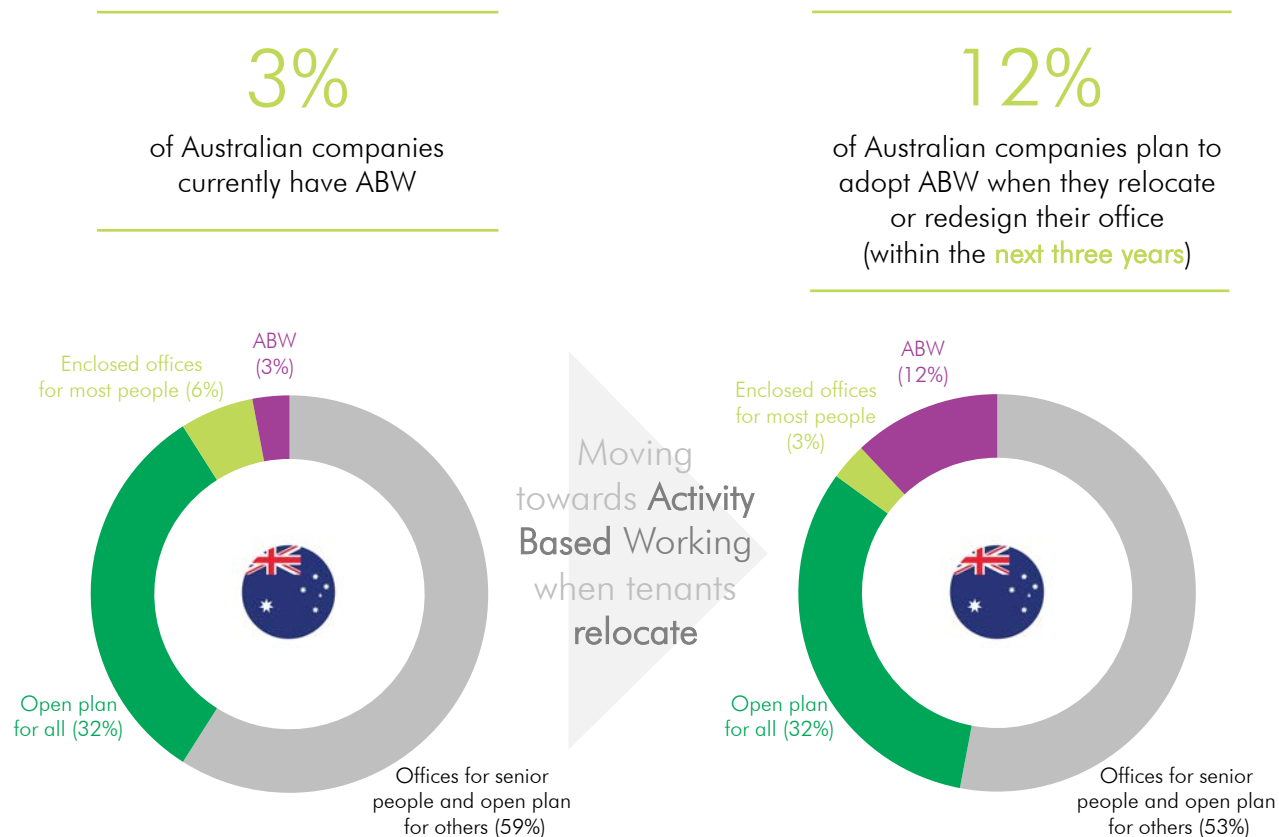 3%
of Australian companies
currently have ABW
12%
of Australian companies plan to
adopt ABW when they relocate
or redesign their office
(within the next three years)
ABW
(3%)
Enclosed offices
for most people (6%)
Open plan
for all (32%)
Offices for senior
people and open plan
for others (59%)
Moving
towards Activity
Based Working
when tenants
relocate
ABW
(12%)
Enclosed offices
for most people
(3%)
Open plan
for all (32%)
Offices for senior
people and open plan
for others (53%)